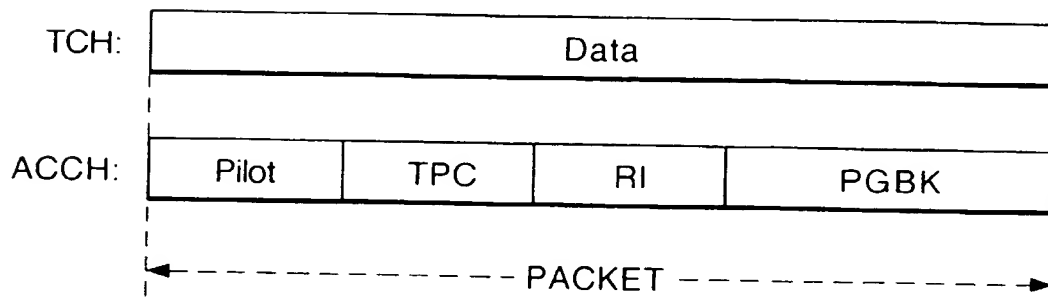 TCH: Data
ACCH: Pilot TPC RI PGBK
PACKET